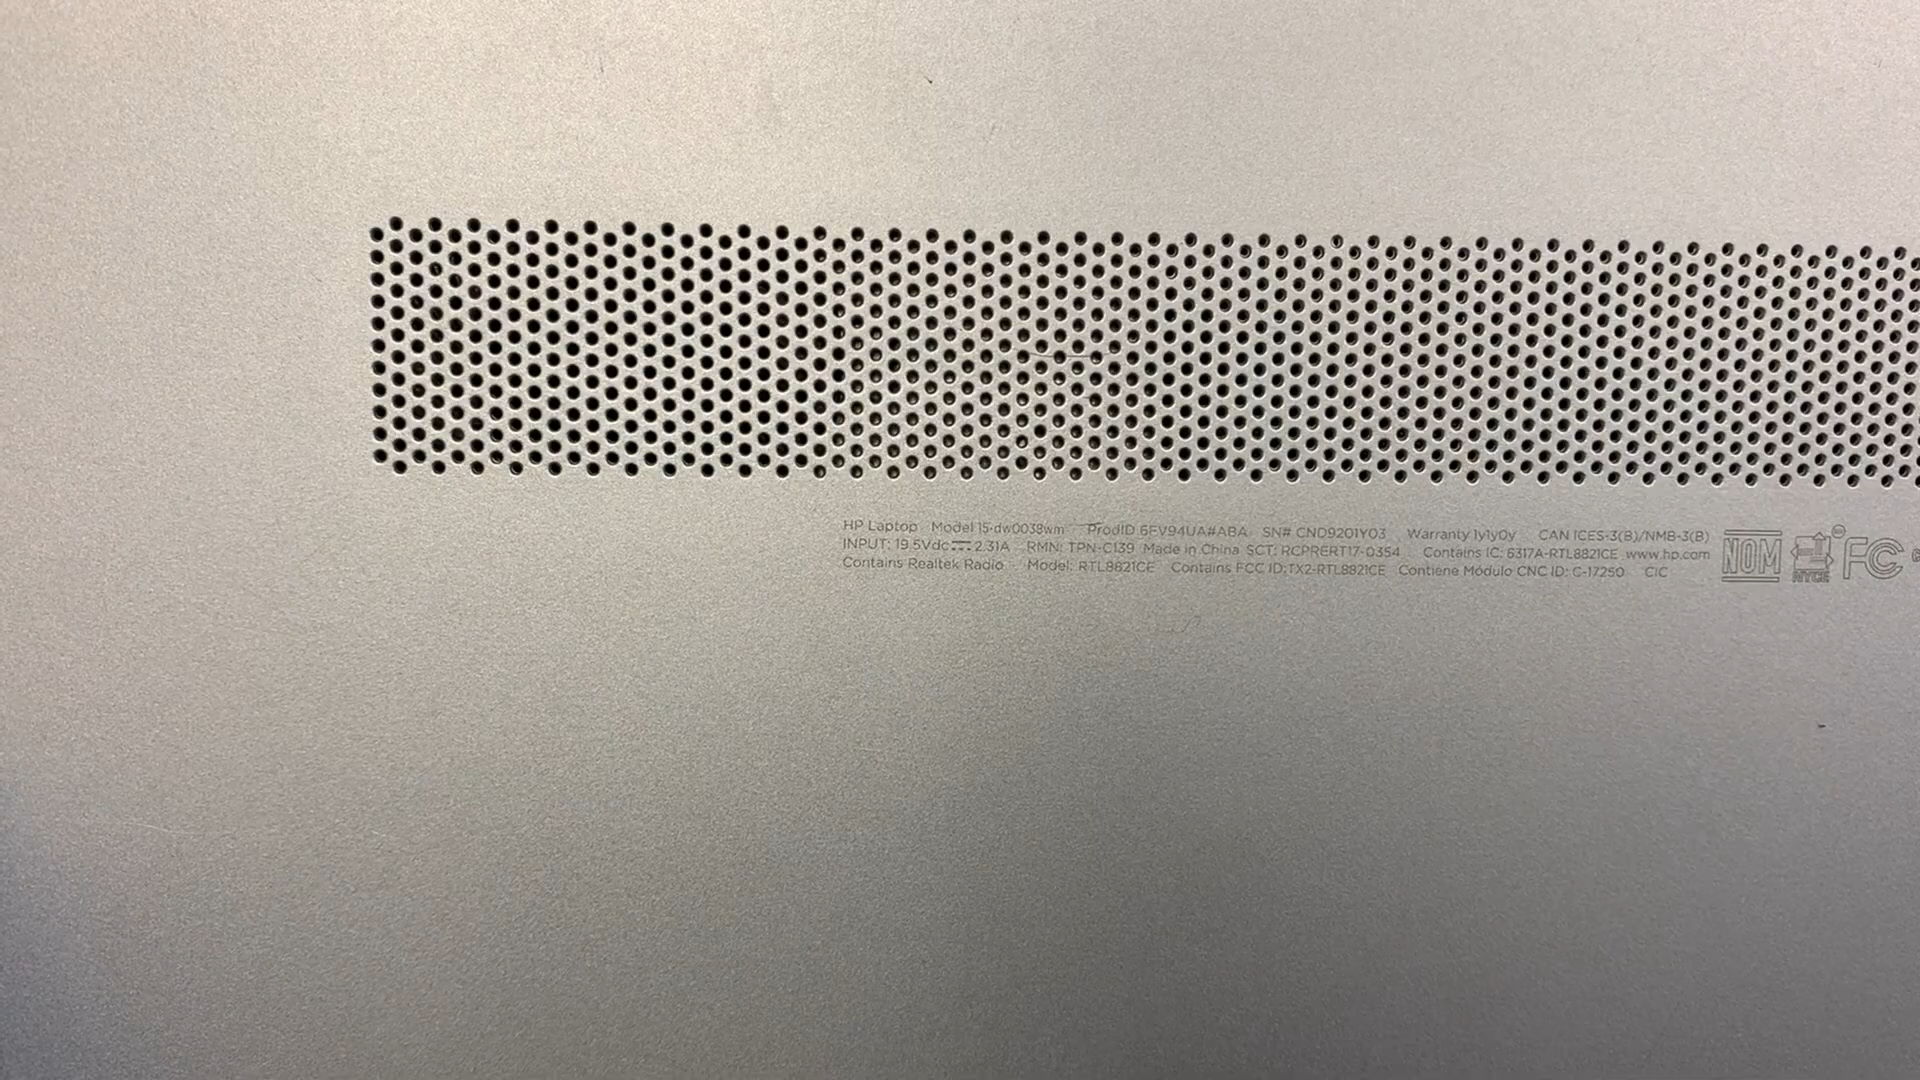 HP Laptop Model 15-dw0038wm ProdID 6FV94UA#ABA SN# CND9201Y03 Warranty 1y1y0y CAN ICES-3(B)/NMB-3(B)
INPUT: 19.5Vdc 2.31A RMN: TPN-C139 Made in China SCT: RCPRERT17-0354 Contains IC: 6317A-RTL8821CE www.hp.com
Contains Realtek Radio Model: RTL8821CE Contains FCC ID:TX2-RTL8821CE Contiene Módulo CNC ID: C-17250 CIC
NOM NYCE FC